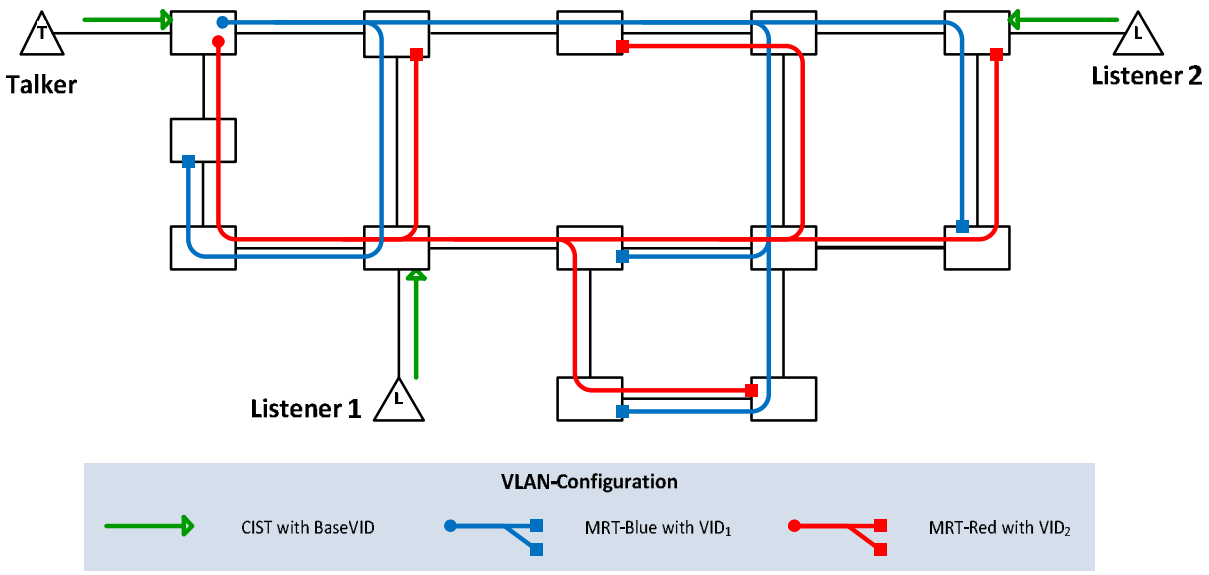 T
L
Talker
Listener 2
L
Listener 1
VLAN-Configuration
CIST with BaseVID
MRT-Blue with VID₁
MRT-Red with VID₂